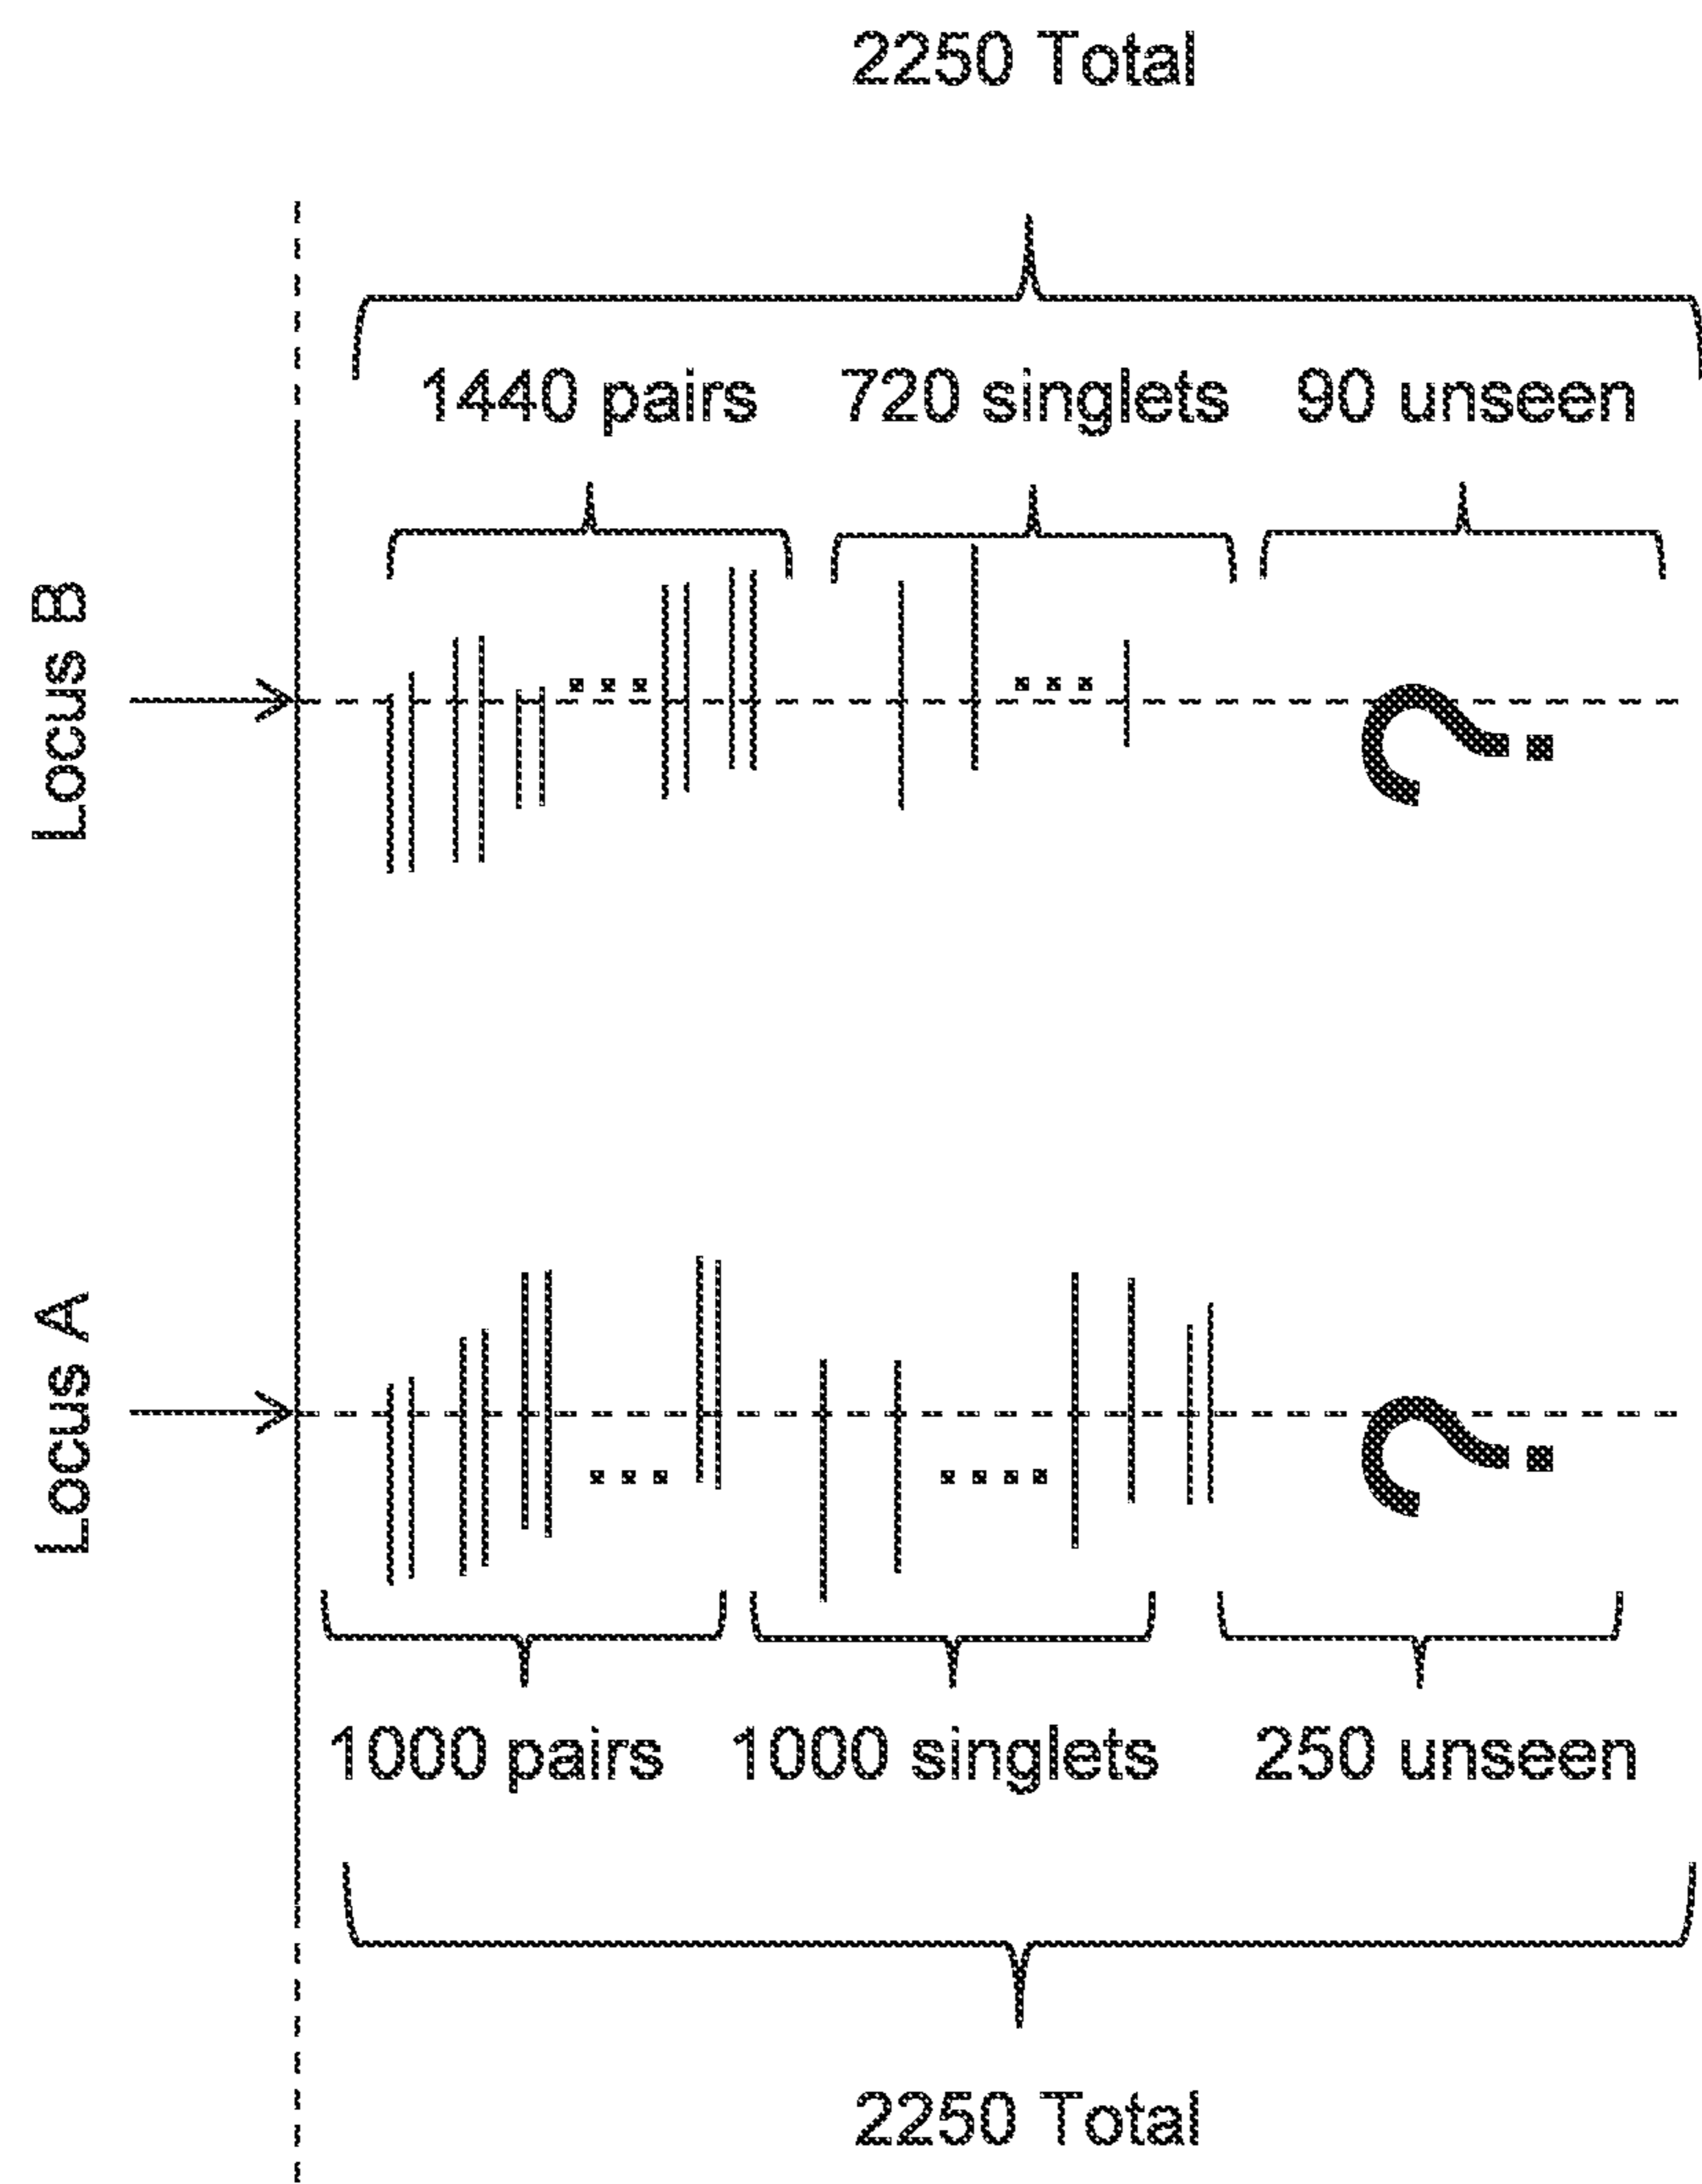 2250 Total
1440 pairs 720 singlets 90 unseen
Locus B
?
Locus A
?
1000 pairs 1000 singlets 250 unseen
2250 Total